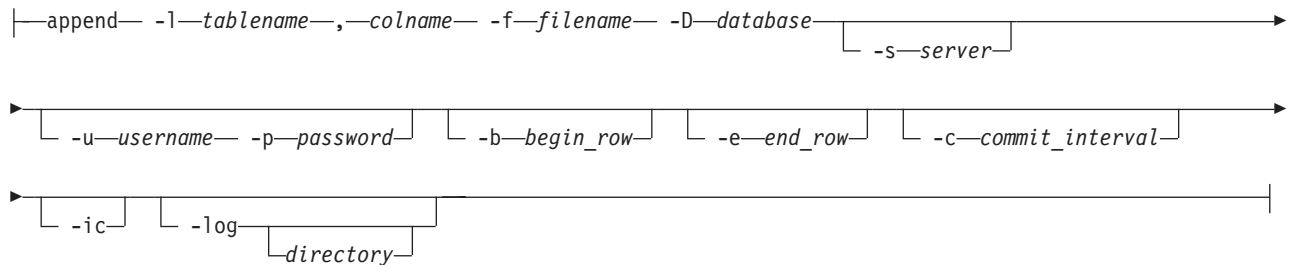 append -l tablename , colname -f filename -D database
-s server
-u username -p password -b begin_row -e end_row -c commit_interval
-ic -log
directory